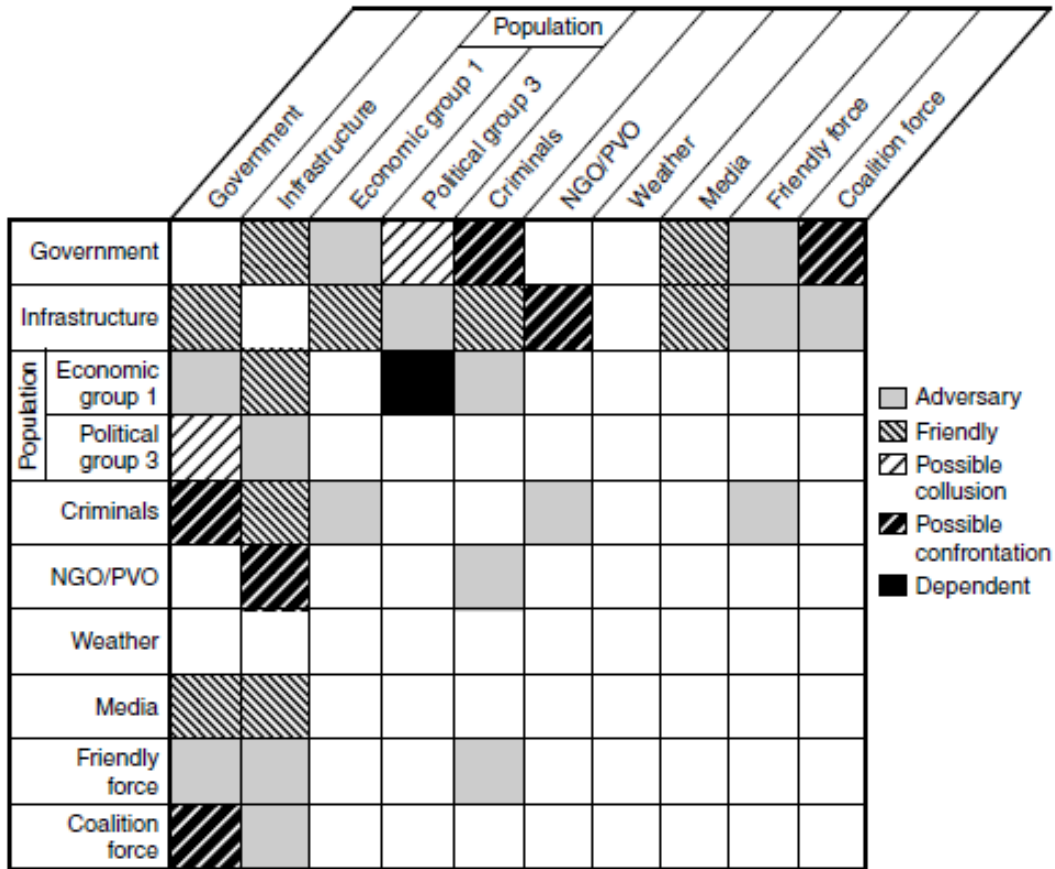 Population
Government
Infrastructure
Economic group 1
Political group 3
Criminals
NGO/PVO
Weather
Media
Friendly force
Coalition force
Government
Infrastructure
Population
Economic
group 1
Political
group 3
Criminals
NGO/PVO
Weather
Media
Friendly
force
Coalition
force
Adversary
Friendly
Possible
collusion
Possible
confrontation
Dependent